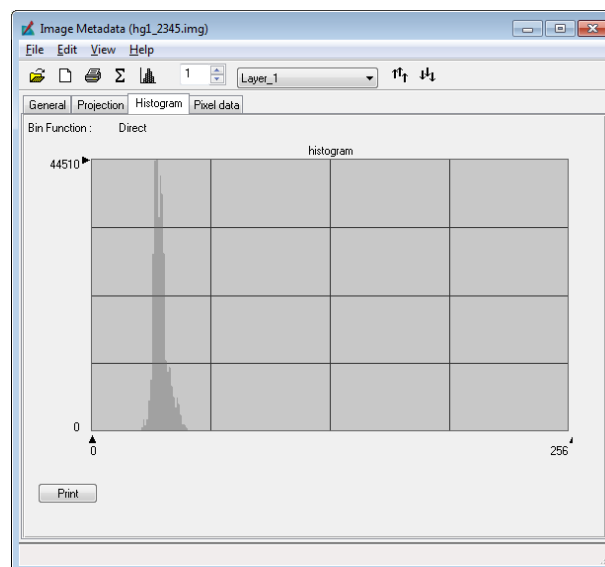 Image Metadata (hg1_2345.img)
File Edit View Help
Σ 1 Layer_1
General Projection Histogram Pixel data
Bin Function : Direct
histogram
44510
0
0 256
Print